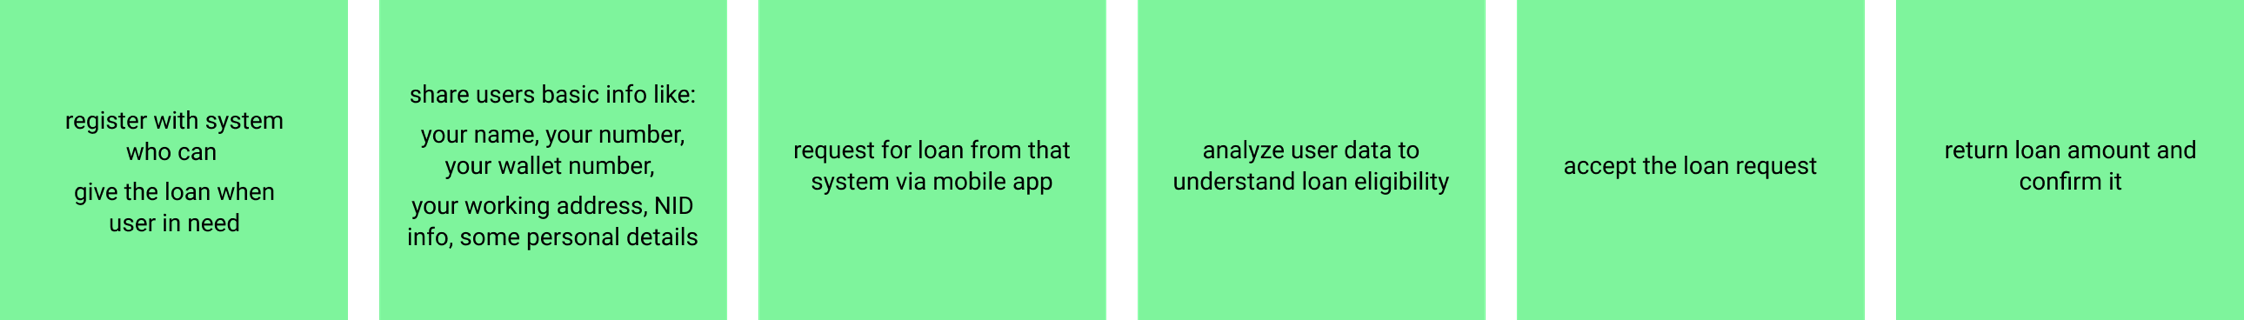 register with system
who can
give the loan when
user in need
share users basic info like:
your name, your number,
your wallet number,
your working address, NID
info, some personal details
request for loan from that
system via mobile app
analyze user data to
understand loan eligibility
accept the loan request
return loan amount and
confirm it